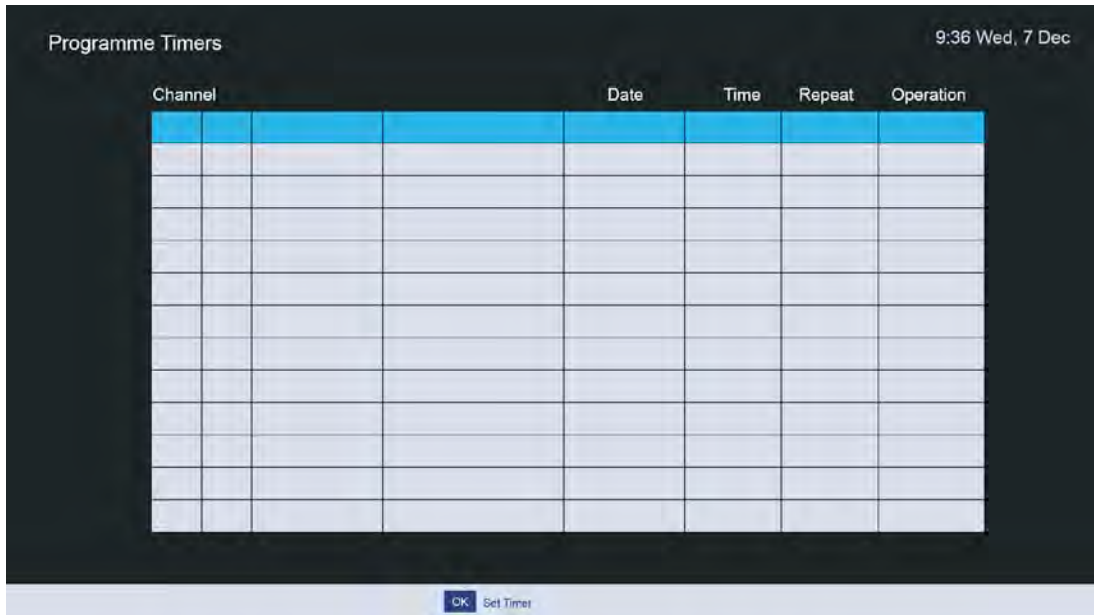 Programme Timers
9:36 Wed, 7 Dec
Channel Date Time Repeat Operation
OK Set Timer